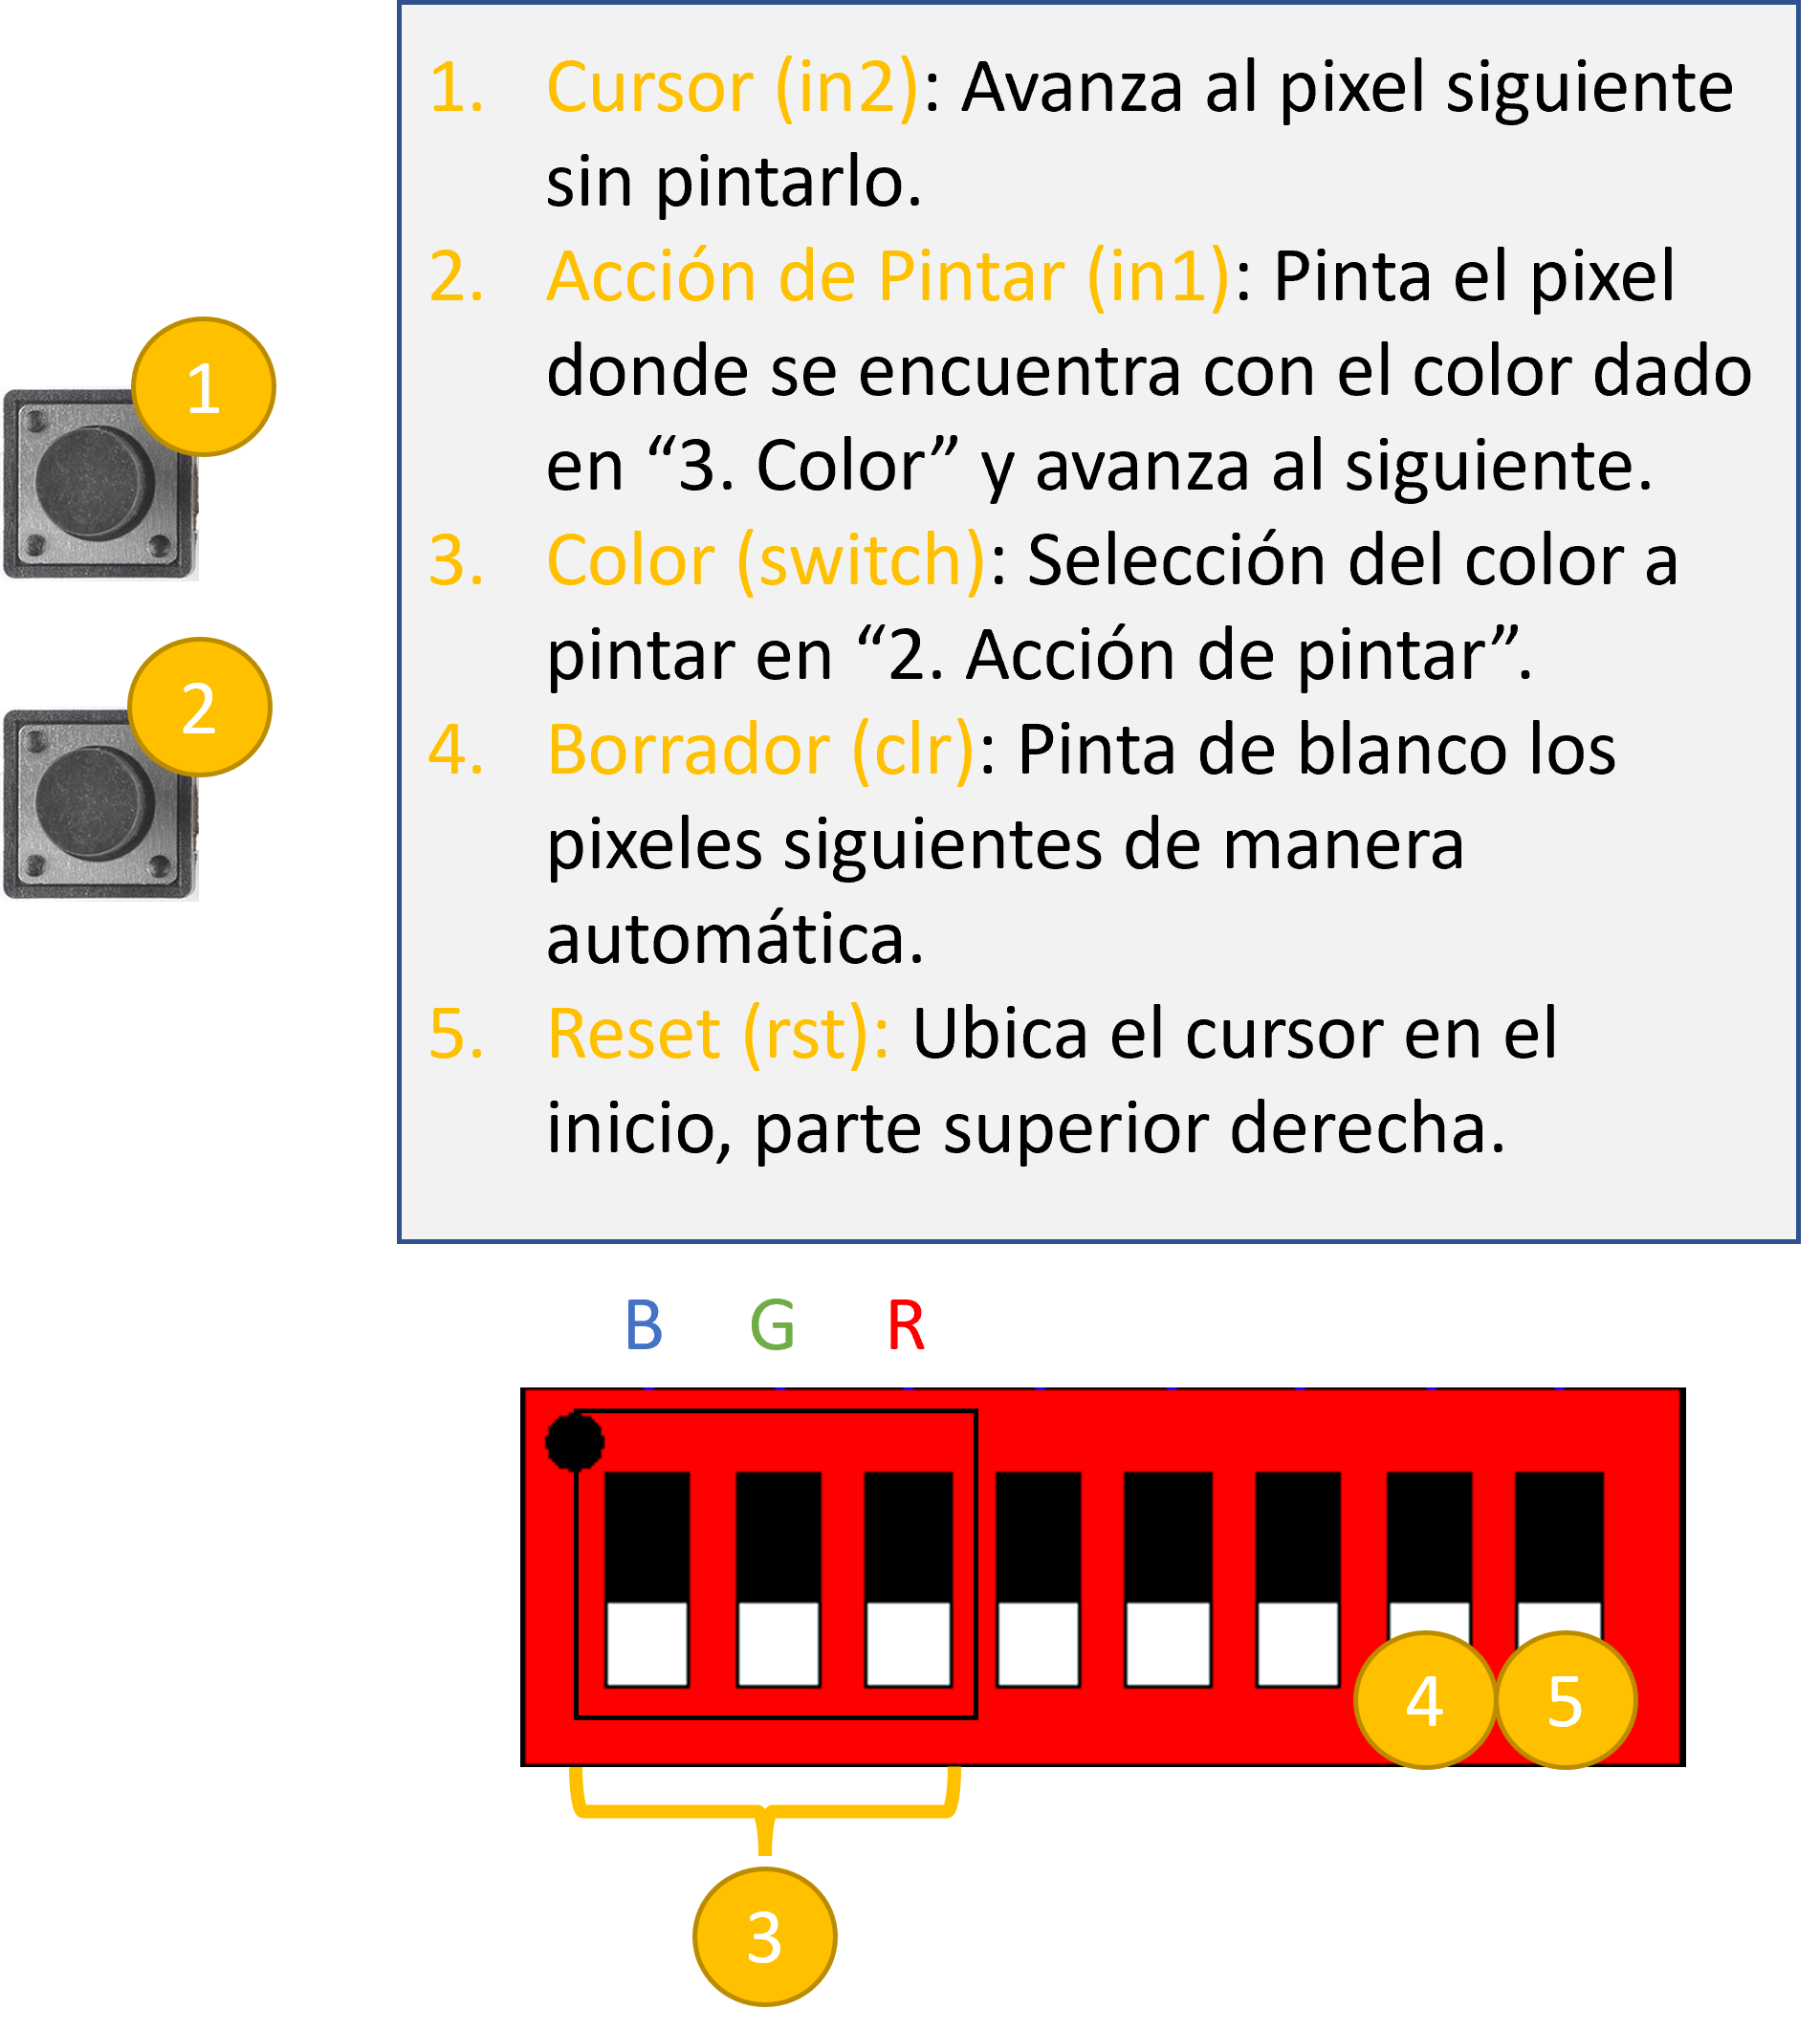 1. Cursor (in2): Avanza al pixel siguiente
sin pintarlo.
2. Acción de Pintar (in1): Pinta el pixel
donde se encuentra con el color dado
en “3. Color” y avanza al siguiente.
3. Color (switch): Selección del color a
pintar en “2. Acción de pintar”.
4. Borrador (clr): Pinta de blanco los
pixeles siguientes de manera
automática.
5. Reset (rst): Ubica el cursor en el
inicio, parte superior derecha.
1
2
B G R
4 5
3